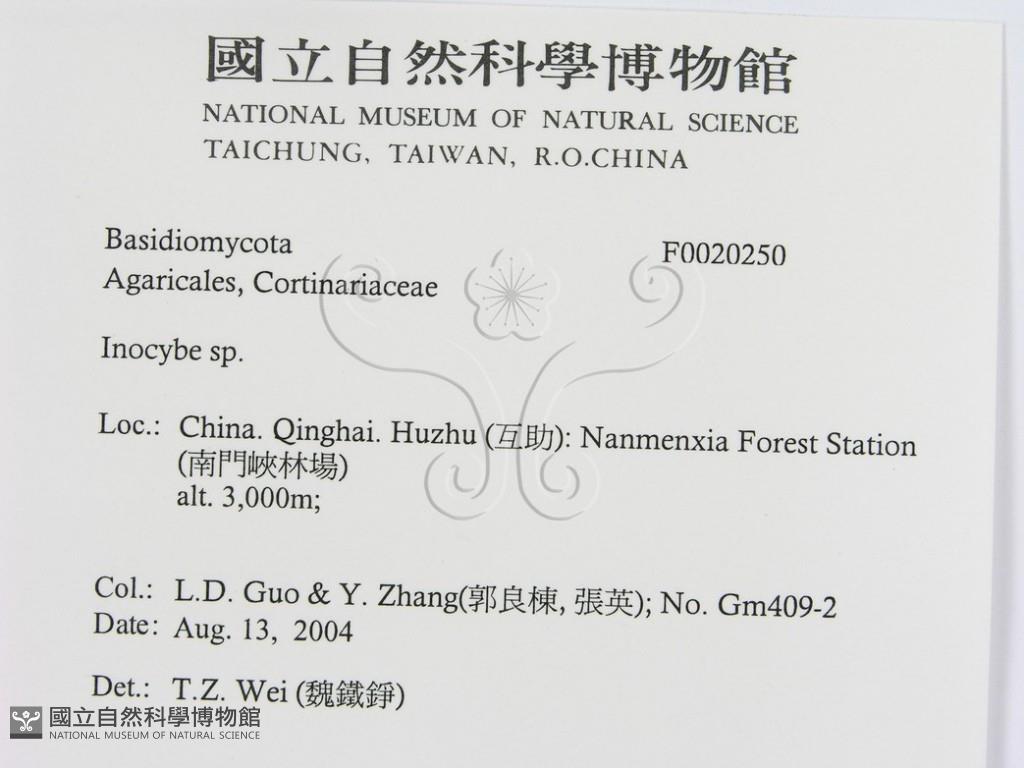 國立自然科學博物館
NATIONAL MUSEUM OF NATURAL SCIENCE
TAICHUNG, TAIWAN, R.O.CHINA
Basidiomycota F0020250
Agaricales, Cortinariaceae
Inocybe sp.
Loc.: China. Qinghai. Huzhu (互助): Nanmenxia Forest Station
(南門峽林場)
alt. 3,000m;
Col.: L.D. Guo & Y. Zhang(郭良棟, 張英); No. Gm409-2
Date: Aug. 13, 2004
Det.: T.Z. Wei (魏鐵錚)
國立自然科學博物館
NATIONAL MUSEUM OF NATURAL SCIENCE